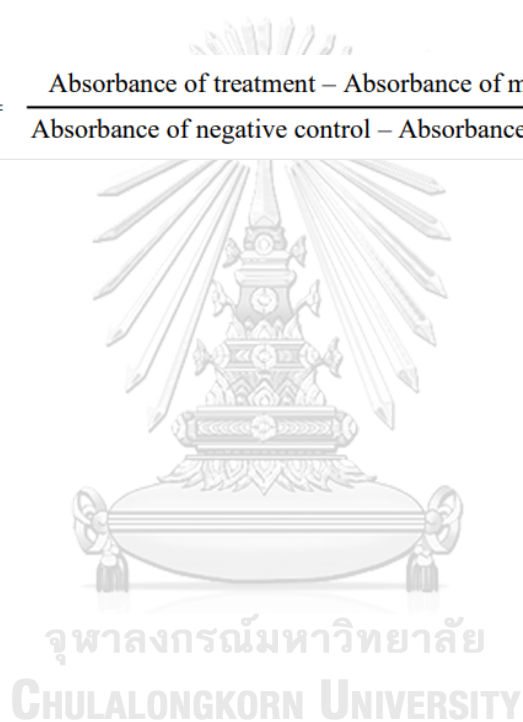 =
Absorbance of treatment – Absorbance of m
Absorbance of negative control – Absorbance
จุฬาลงกรณ์มหาวิทยาลัย
CHULALONGKORN UNIVERSITY